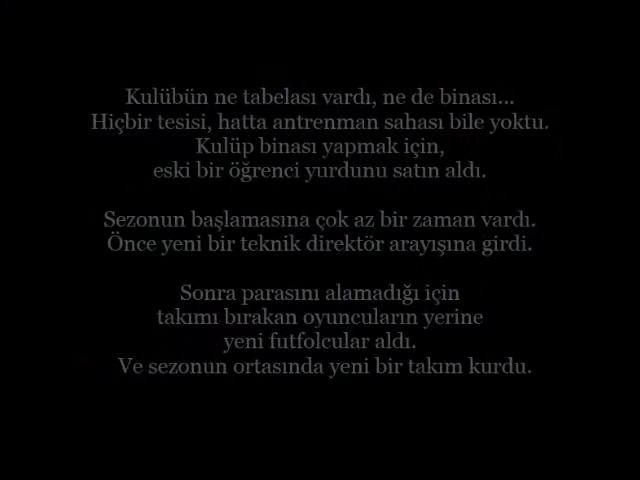 Kulübün ne tabelası vardı, ne de binası...
Hiçbir tesisi, hatta antrenman sahası bile yoktu.
Kulüp binası yapmak için,
eski bir öğrenci yurdunu satın aldı.
Sezonun başlamasına çok az bir zaman vardı.
Önce yeni bir teknik direktör arayışına girdi.
Sonra parasını alamadığı için
takımı bırakan oyuncuların yerine
yeni futfolcular aldı.
Ve sezonun ortasında yeni bir takım kurdu.